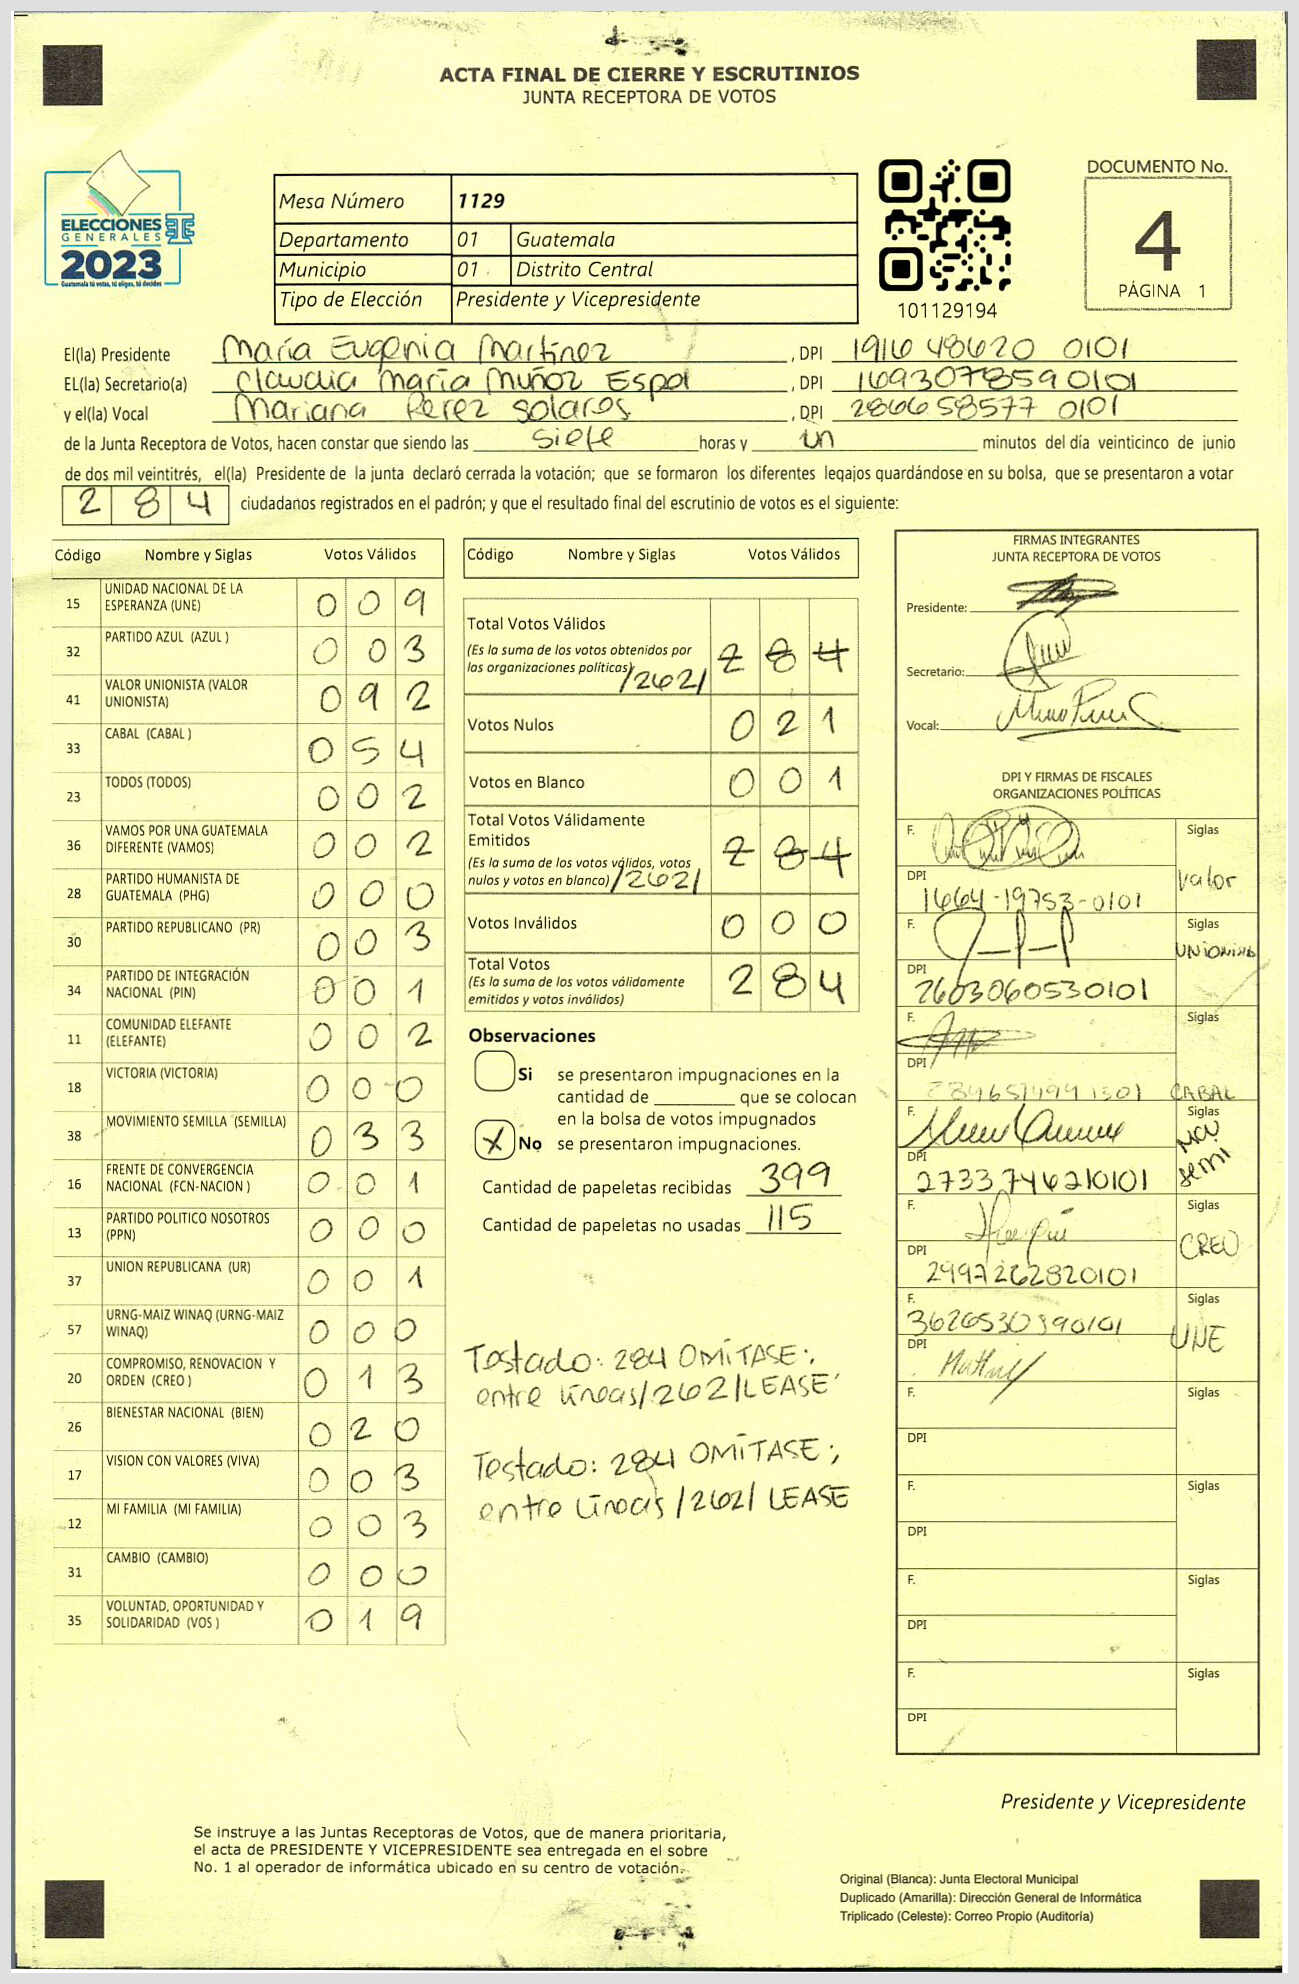 ACTA FINAL DE CIERRE Y ESCRUTINIOS
JUNTA RECEPTORA DE VOTOS
ELECCIONES
GENERALES
2023
Guatemala tú votas, tú eliges, tú decides
Mesa Número 1129
Departamento 01 Guatemala
Municipio 01 Distrito Central
Tipo de Elección Presidente y Vicepresidente
101129194
DOCUMENTO No.
4
PÁGINA 1
El(la) Presidente María Eugenia Martínez , DPI 1916 48620 0101
EL(la) Secretario(a) Claudia María Muñoz Espol , DPI 1693078590101
y el(la) Vocal Mariana Pérez Solares , DPI 2866 58577 0101
de la Junta Receptora de Votos, hacen constar que siendo las siete horas y un minutos del día veinticinco de junio
de dos mil veintitrés, el(la) Presidente de la junta declaró cerrada la votación; que se formaron los diferentes legajos quardándose en su bolsa, que se presentaron a votar
2 8 4 ciudadanos registrados en el padrón; y que el resultado final del escrutinio de votos es el siguiente:
Código Nombre y Siglas Votos Válidos
15 UNIDAD NACIONAL DE LA ESPERANZA (UNE) 0 0 9
32 PARTIDO AZUL (AZUL ) 0 0 3
41 VALOR UNIONISTA (VALOR UNIONISTA) 0 9 2
33 CABAL (CABAL ) 0 5 4
23 TODOS (TODOS) 0 0 2
36 VAMOS POR UNA GUATEMALA DIFERENTE (VAMOS) 0 0 2
28 PARTIDO HUMANISTA DE GUATEMALA (PHG) 0 0 0
30 PARTIDO REPUBLICANO (PR) 0 0 3
34 PARTIDO DE INTEGRACIÓN NACIONAL (PIN) 0 0 1
11 COMUNIDAD ELEFANTE (ELEFANTE) 0 0 2
18 VICTORIA (VICTORIA) 0 0 0
38 MOVIMIENTO SEMILLA (SEMILLA) 0 3 3
16 FRENTE DE CONVERGENCIA NACIONAL (FCN-NACION ) 0 0 1
13 PARTIDO POLITICO NOSOTROS (PPN) 0 0 0
37 UNION REPUBLICANA (UR) 0 0 1
57 URNG-MAIZ WINAQ (URNG-MAIZ WINAQ) 0 0 0
20 COMPROMISO, RENOVACION Y ORDEN (CREO ) 0 1 3
26 BIENESTAR NACIONAL (BIEN) 0 2 0
17 VISION CON VALORES (VIVA) 0 0 3
12 MI FAMILIA (MI FAMILIA) 0 0 3
31 CAMBIO (CAMBIO) 0 0 0
35 VOLUNTAD, OPORTUNIDAD Y SOLIDARIDAD (VOS ) 0 1 9
Código Nombre y Siglas Votos Válidos
Total Votos Válidos
(Es la suma de los votos obtenidos por
las organizaciones políticas) /262/ 2 8 4
Votos Nulos 0 2 1
Votos en Blanco 0 0 1
Total Votos Válidamente
Emitidos
(Es la suma de los votos válidos, votos
nulos y votos en blanco) /262/ 2 8 4
Votos Inválidos 0 0 0
Total Votos
(Es la suma de los votos válidamente
emitidos y votos inválidos) 2 8 4
Observaciones
Si se presentaron impugnaciones en la
cantidad de ________ que se colocan
en la bolsa de votos impugnados
X No se presentaron impugnaciones.
Cantidad de papeletas recibidas 399
Cantidad de papeletas no usadas 115
Testado: 284 OMÍTASE;
entre líneas /262/ LEASE
Testado: 284 OMÍTASE;
entre líneas /262/ LEASE
FIRMAS INTEGRANTES
JUNTA RECEPTORA DE VOTOS
Presidente:
Secretario:
Vocal:
DPI Y FIRMAS DE FISCALES
ORGANIZACIONES POLÍTICAS
F. Siglas
DPI Valor
1664-19753-0101
F. Siglas
UNIONISTA
DPI
2603060530101
F. Siglas
DPI
CABAL
F. Siglas
MOV
SEMI
DPI
2733746210101
F. Siglas
CREO
DPI
2997262820101
F. Siglas
3626530390101
UNE
DPI
F. Siglas
DPI
F. Siglas
DPI
F. Siglas
DPI
F. Siglas
DPI
Presidente y Vicepresidente
Se instruye a las Juntas Receptoras de Votos, que de manera prioritaria,
el acta de PRESIDENTE Y VICEPRESIDENTE sea entregada en el sobre
No. 1 al operador de informática ubicado en su centro de votación.
Original (Blanca): Junta Electoral Municipal
Duplicado (Amarilla): Dirección General de Informática
Triplicado (Celeste): Correo Propio (Auditoría)